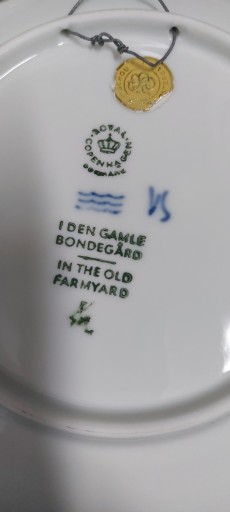 ROYAL
COPENHAGEN
DENMARK
I DEN GAMLE
BONDEGÅRD
IN THE OLD
FARMYARD